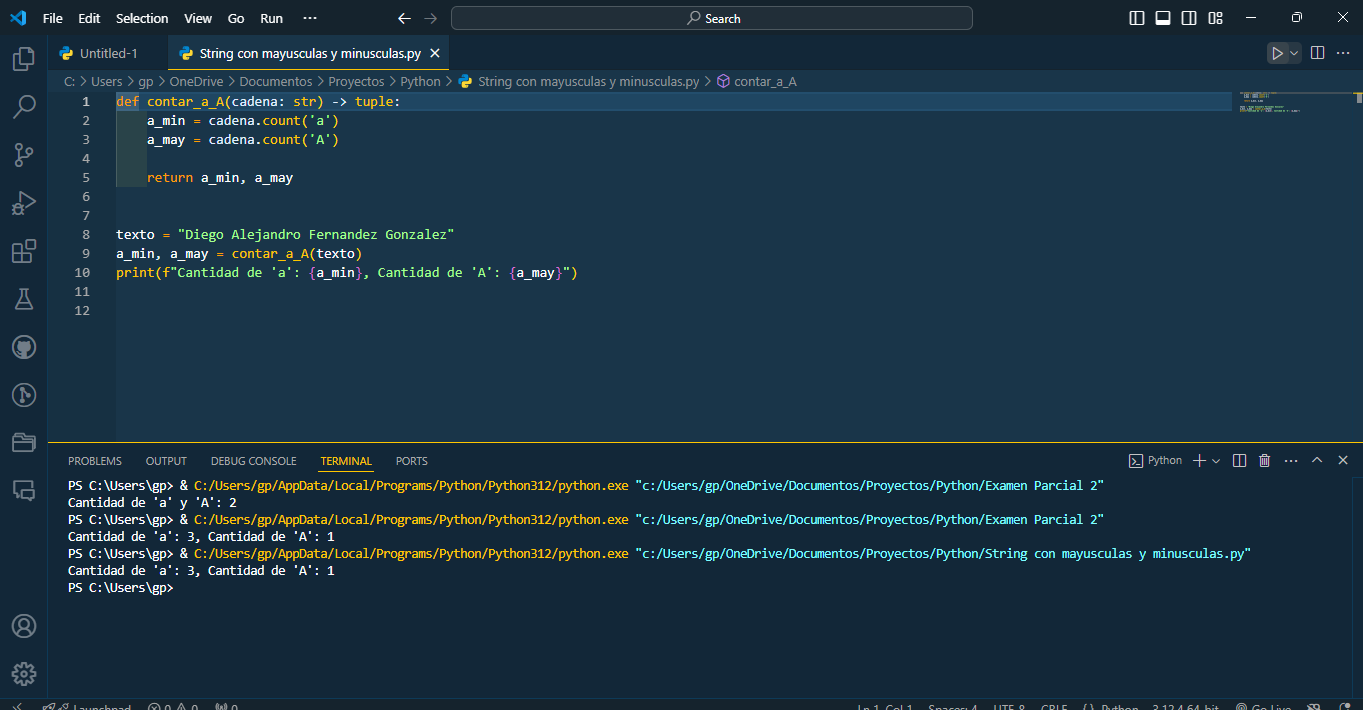 File Edit Selection View Go Run ··· Search
Untitled-1 String con mayusculas y minusculas.py
C: > Users > gp > OneDrive > Documentos > Proyectos > Python > String con mayusculas y minusculas.py > contar_a_A
1 def contar_a_A(cadena: str) -> tuple:
2 a_min = cadena.count('a')
3 a_may = cadena.count('A')
4
5 return a_min, a_may
6
7
8 texto = "Diego Alejandro Fernandez Gonzalez"
9 a_min, a_may = contar_a_A(texto)
10 print(f"Cantidad de 'a': {a_min}, Cantidad de 'A': {a_may}")
11
12
PROBLEMS OUTPUT DEBUG CONSOLE TERMINAL PORTS Python
PS C:\Users\gp> & C:/Users/gp/AppData/Local/Programs/Python/Python312/python.exe "c:/Users/gp/OneDrive/Documentos/Proyectos/Python/Examen Parcial 2"
Cantidad de 'a' y 'A': 2
PS C:\Users\gp> & C:/Users/gp/AppData/Local/Programs/Python/Python312/python.exe "c:/Users/gp/OneDrive/Documentos/Proyectos/Python/Examen Parcial 2"
Cantidad de 'a': 3, Cantidad de 'A': 1
PS C:\Users\gp> & C:/Users/gp/AppData/Local/Programs/Python/Python312/python.exe "c:/Users/gp/OneDrive/Documentos/Proyectos/Python/String con mayusculas y minusculas.py"
Cantidad de 'a': 3, Cantidad de 'A': 1
PS C:\Users\gp>
Launchpad 0 0 0 Ln 1, Col 1 Spaces: 4 UTF-8 CRLF { } Python 3.12.4 64-bit Go Live